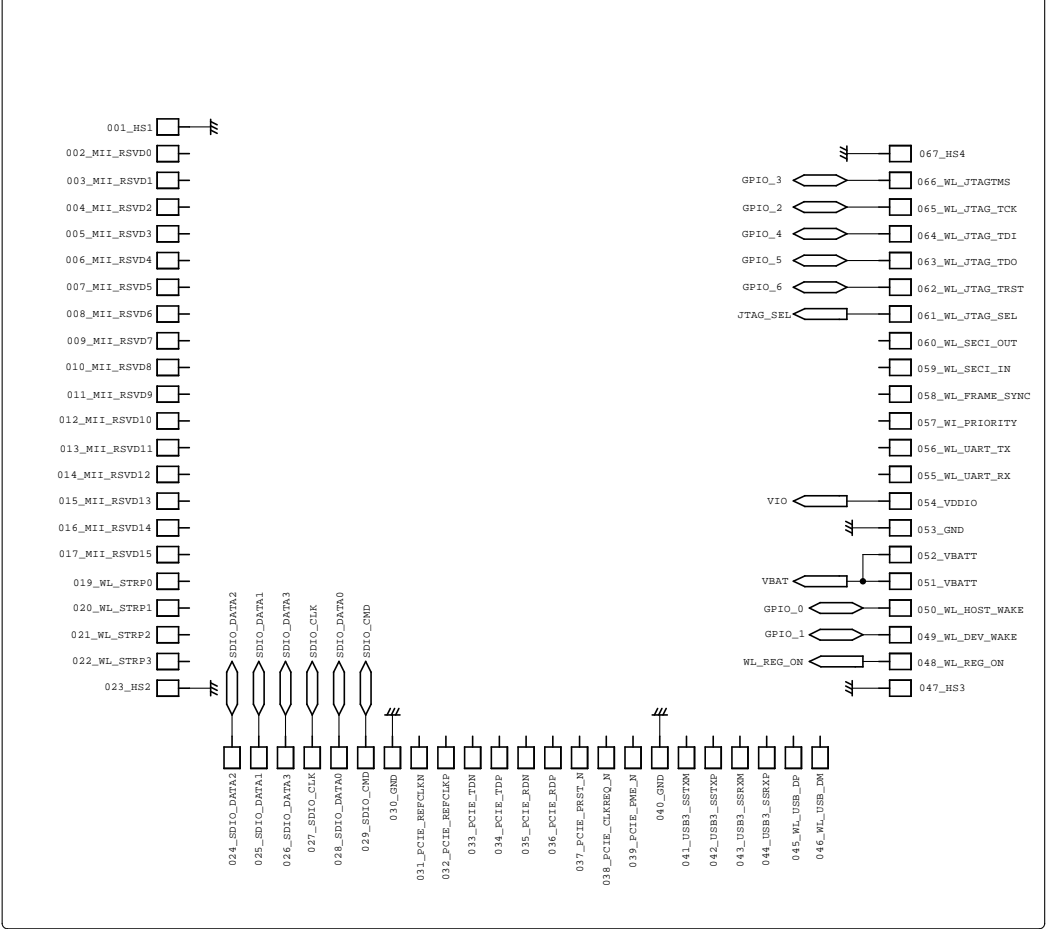 001_HS1
002_MII_RSVD0
003_MII_RSVD1
004_MII_RSVD2
005_MII_RSVD3
006_MII_RSVD4
007_MII_RSVD5
008_MII_RSVD6
009_MII_RSVD7
010_MII_RSVD8
011_MII_RSVD9
012_MII_RSVD10
013_MII_RSVD11
014_MII_RSVD12
015_MII_RSVD13
016_MII_RSVD14
017_MII_RSVD15
019_WL_STRP0
020_WL_STRP1
021_WL_STRP2
022_WL_STRP3
023_HS2
SDIO_DATA2
SDIO_DATA1
SDIO_DATA3
SDIO_CLK
SDIO_DATA0
SDIO_CMD
024_SDIO_DATA2
025_SDIO_DATA1
026_SDIO_DATA3
027_SDIO_CLK
028_SDIO_DATA0
029_SDIO_CMD
030_GND
031_PCIE_REFCLKN
032_PCIE_REFCLKP
033_PCIE_TDN
034_PCIE_TDP
035_PCIE_RDN
036_PCIE_RDP
037_PCIE_PRST_N
038_PCIE_CLKREQ_N
039_PCIE_PME_N
040_GND
041_USB3_SSTXM
042_USB3_SSTXP
043_USB3_SSRXM
044_USB3_SSRXP
045_WL_USB_DP
046_WL_USB_DM
067_HS4
GPIO_3 066_WL_JTAGTMS
GPIO_2 065_WL_JTAG_TCK
GPIO_4 064_WL_JTAG_TDI
GPIO_5 063_WL_JTAG_TDO
GPIO_6 062_WL_JTAG_TRST
JTAG_SEL 061_WL_JTAG_SEL
060_WL_SECI_OUT
059_WL_SECI_IN
058_WL_FRAME_SYNC
057_WI_PRIORITY
056_WL_UART_TX
055_WL_UART_RX
VIO 054_VDDIO
053_GND
052_VBATT
VBAT 051_VBATT
GPIO_0 050_WL_HOST_WAKE
GPIO_1 049_WL_DEV_WAKE
WL_REG_ON 048_WL_REG_ON
047_HS3